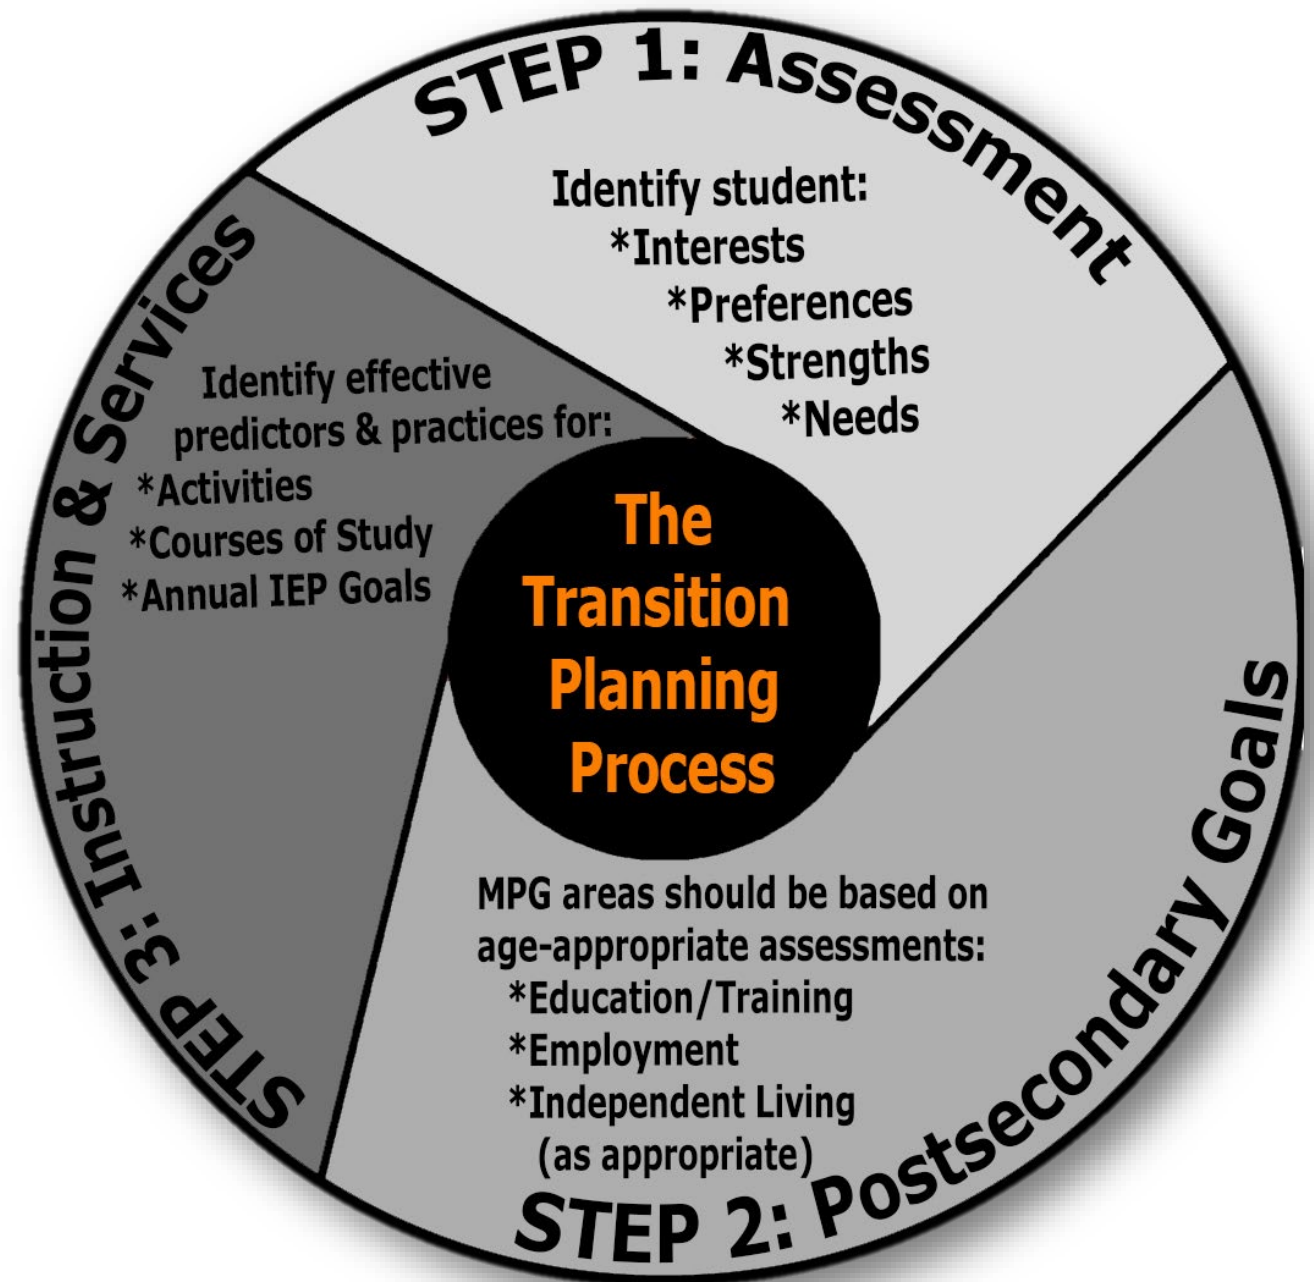 The
Transition
Planning
Process
STEP 1: Assessment
Identify student:
*Interests
*Preferences
*Strengths
*Needs
STEP 2: Postsecondary Goals
MPG areas should be based on
age-appropriate assessments:
*Education/Training
*Employment
*Independent Living
(as appropriate)
STEP 3: Instruction & Services
Identify effective
predictors & practices for:
*Activities
*Courses of Study
*Annual IEP Goals